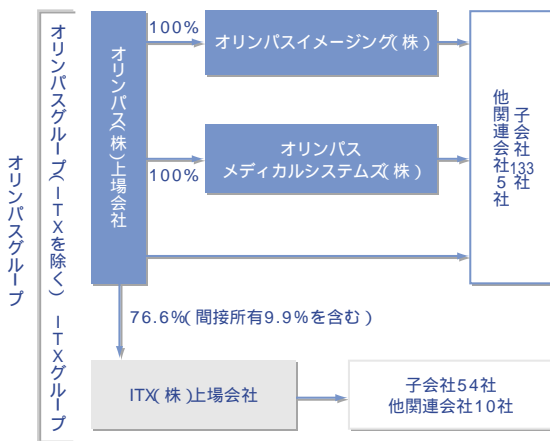 オリンパスグループ
オリンパスグループ(ITXを除く) ITXグループ
オリンパス(株)上場会社
100%
オリンパスイメージング(株)
100%
オリンパス
メディカルシステムズ(株)
子会社133社
他関連会社5社
76.6%(間接所有9.9%を含む)
ITX(株)上場会社
子会社54社
他関連会社10社